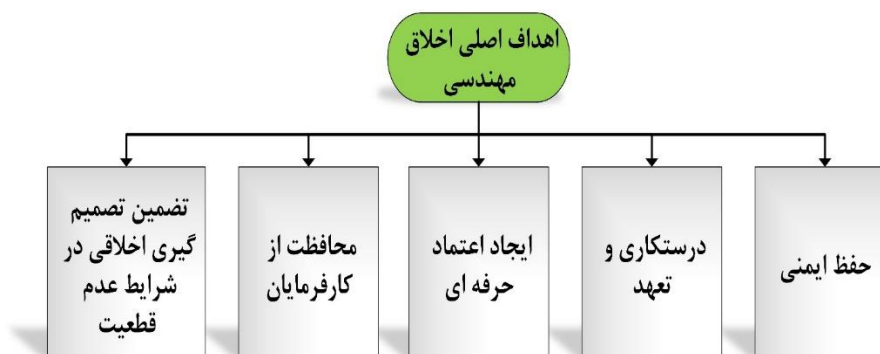 اهداف اصلی اخلاق
مهندسی
حفظ ایمنی
درستکاری و
تعهد
ایجاد اعتماد
حرفه ای
محافظت از
کارفرمایان
تضمین تصمیم
گیری اخلاقی در
شرایط عدم
قطعیت